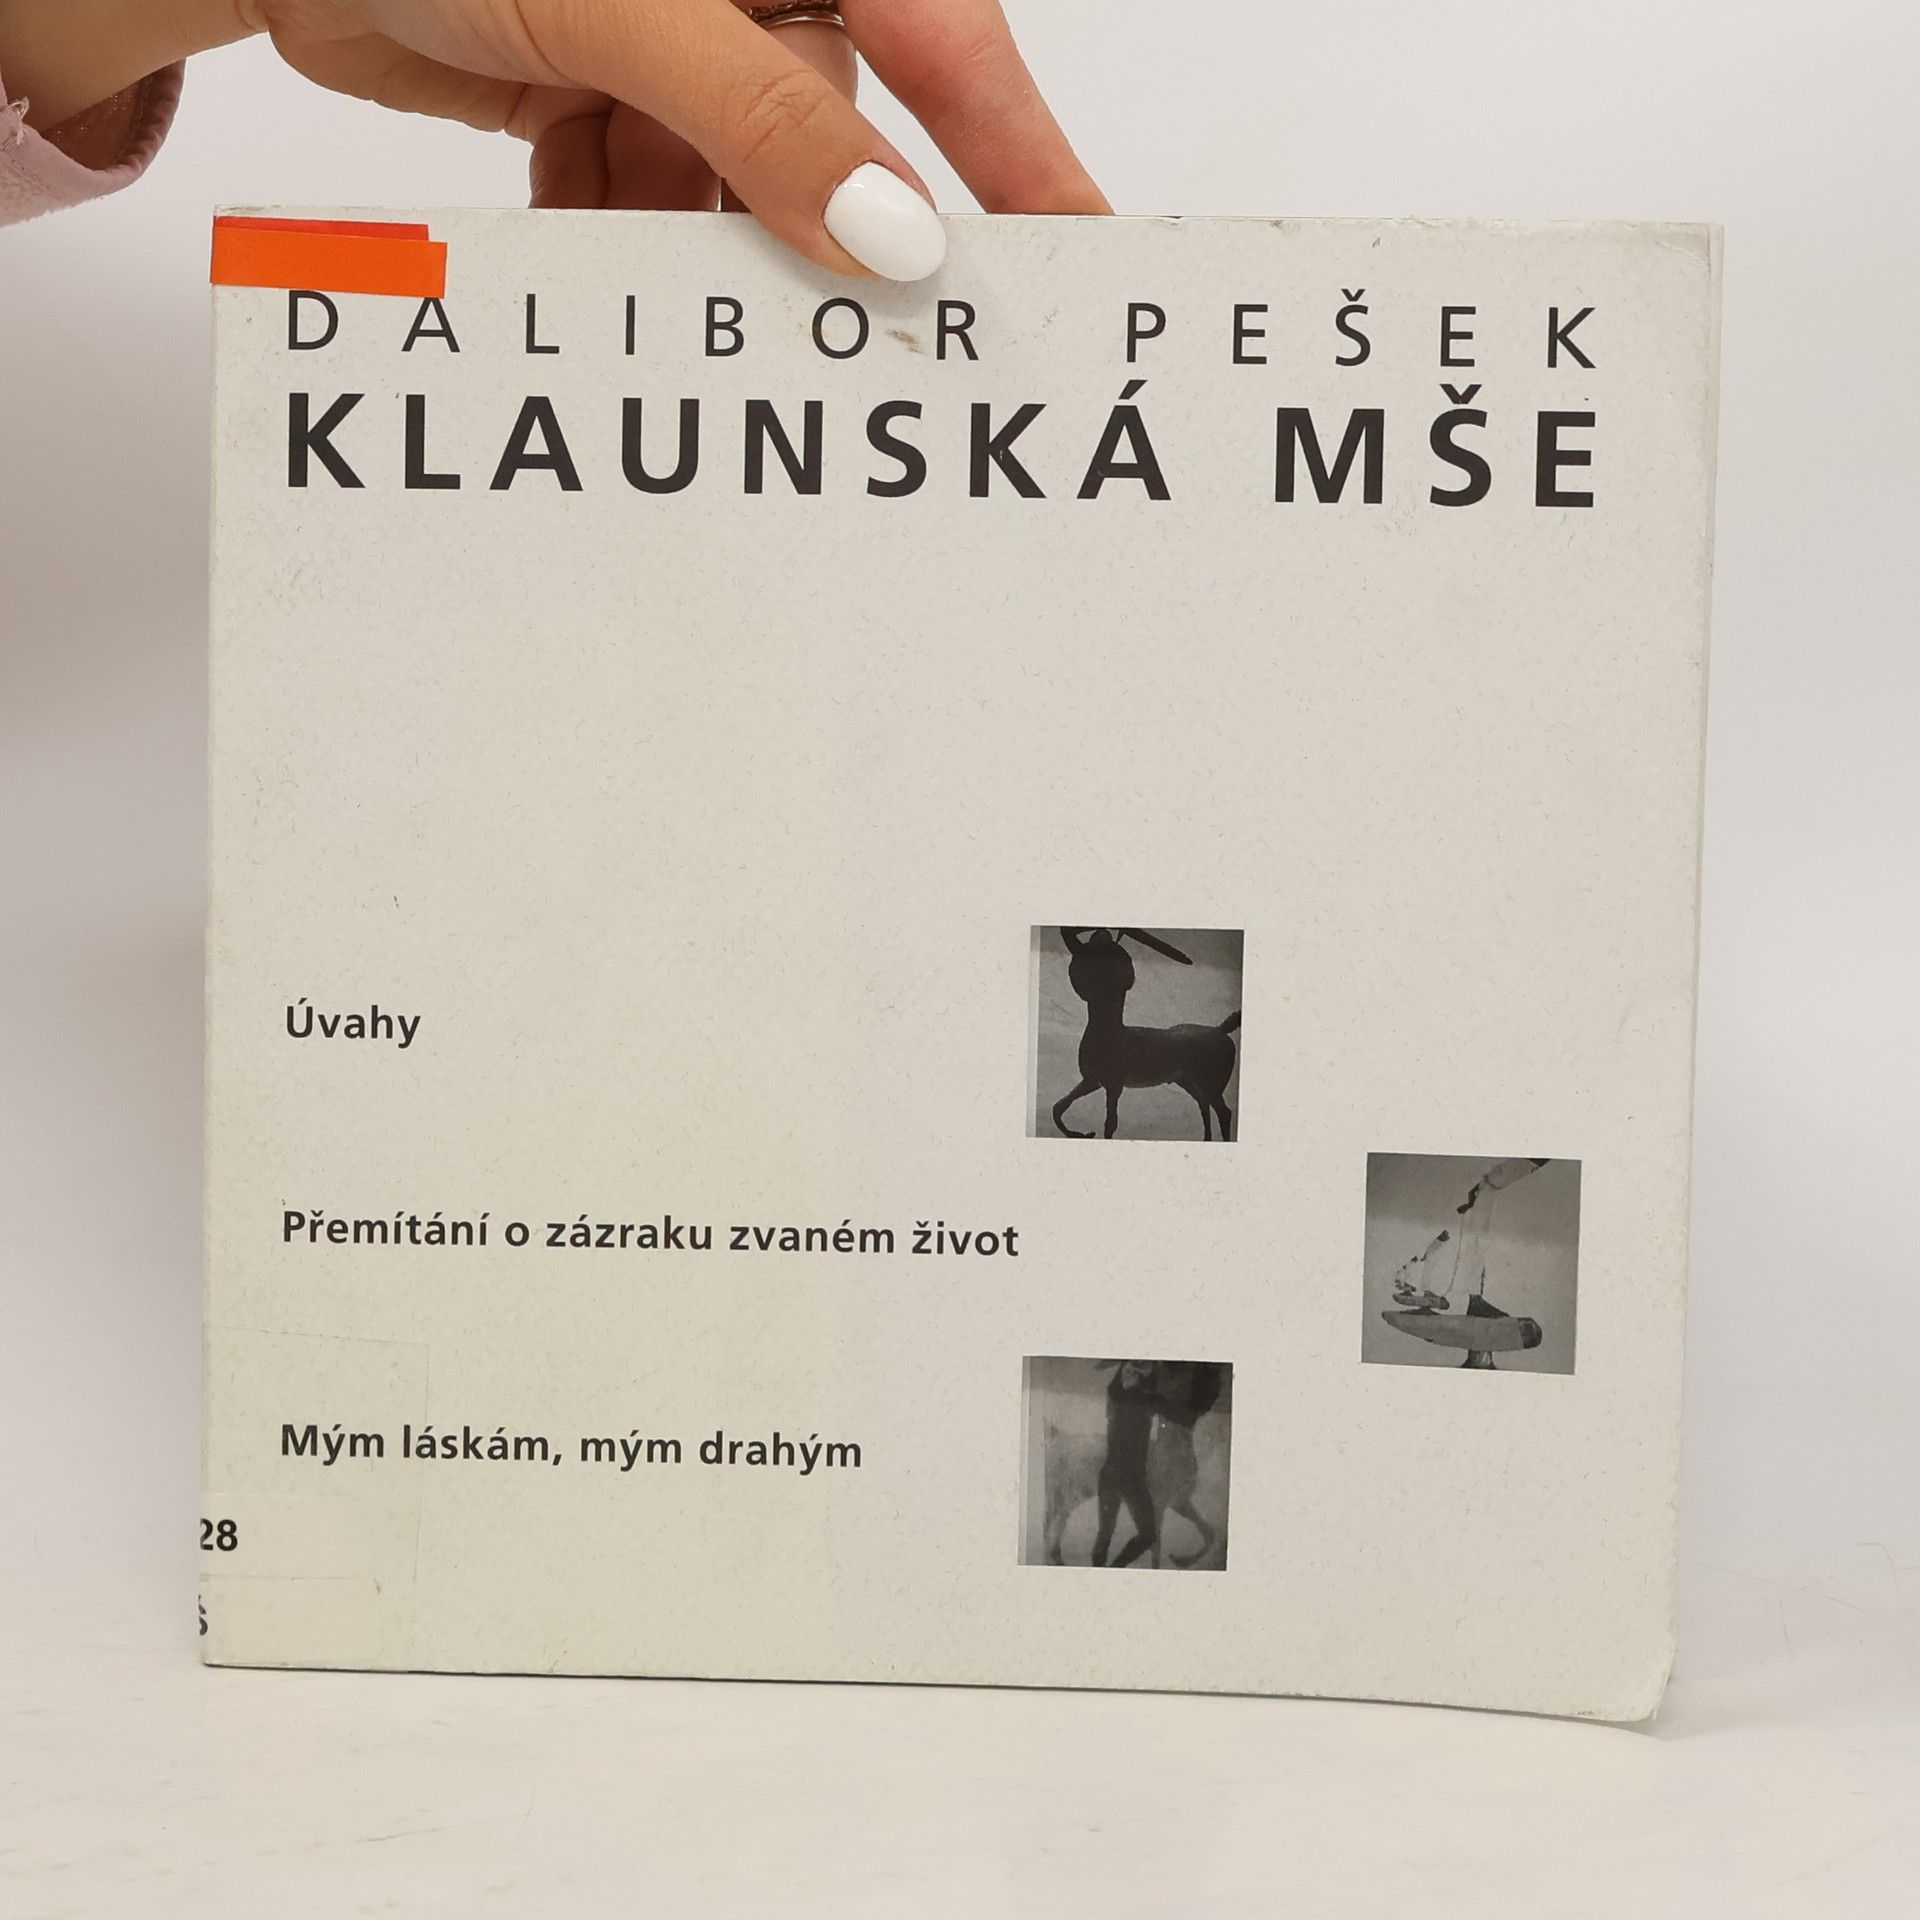 DALIBOR PEŠEK
KLAUNSKÁ MŠE
Úvahy
Přemítání o zázraku zvaném život
Mým láskám, mým drahým
28